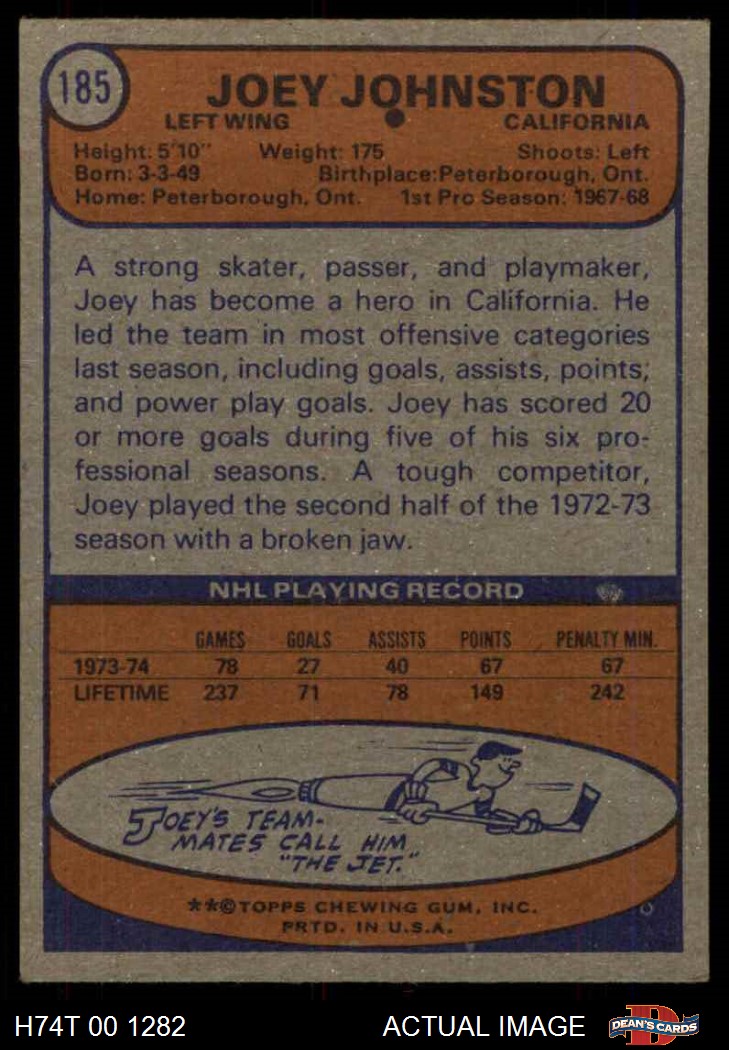 185
JOEY JOHNSTON
LEFT WING CALIFORNIA
Height: 5'10" Weight: 175 Shoots: Left
Born: 3-3-49 Birthplace: Peterborough, Ont.
Home: Peterborough, Ont. 1st Pro Season: 1967-68
A strong skater, passer, and playmaker,
Joey has become a hero in California. He
led the team in most offensive categories
last season, including goals, assists, points,
and power play goals. Joey has scored 20
or more goals during five of his six pro-
fessional seasons. A tough competitor,
Joey played the second half of the 1972-73
season with a broken jaw.
NHL PLAYING RECORD
GAMES GOALS ASSISTS POINTS PENALTY MIN.
1973-74 78 27 40 67 67
LIFETIME 237 71 78 149 242
JOEY'S TEAM-
MATES CALL HIM
"THE JET."
**©TOPPS CHEWING GUM, INC.
PRTD. IN U.S.A.
H74T 00 1282 ACTUAL IMAGE DEAN'S CARDS